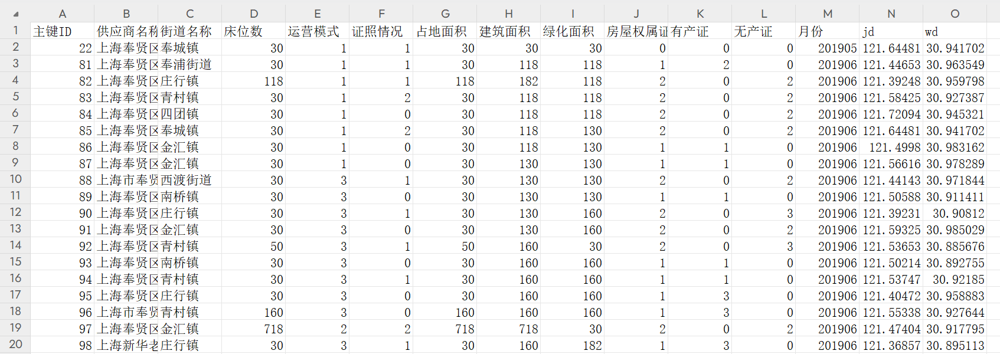 A B C D E F G H I J K L M N O
1 主键ID 供应商名称 街道名称 床位数 运营模式 证照情况 占地面积 建筑面积 绿化面积 房屋权属证 有产证 无产证 月份 jd wd
2 22 上海奉贤区 奉城镇 30 1 1 30 30 30 0 0 0 201905 121.64481 30.941702
3 81 上海奉贤区 奉浦街道 30 1 1 30 118 118 1 2 0 201906 121.44653 30.963549
4 82 上海奉贤区 庄行镇 118 1 1 118 182 118 2 0 2 201906 121.39248 30.959798
5 83 上海奉贤区 青村镇 30 1 2 30 118 118 2 0 2 201906 121.58425 30.927387
6 84 上海奉贤区 四团镇 30 1 0 30 118 118 2 0 2 201906 121.72094 30.945321
7 85 上海奉贤区 奉城镇 30 1 2 30 118 130 2 0 2 201906 121.64481 30.941702
8 86 上海奉贤区 金汇镇 30 1 0 30 118 130 1 1 0 201906 121.4998 30.983162
9 87 上海奉贤区 金汇镇 30 1 0 30 130 130 1 1 0 201906 121.56616 30.978289
10 88 上海市奉贤 西渡街道 30 3 1 30 130 130 2 0 2 201906 121.44143 30.971844
11 89 上海奉贤区 南桥镇 30 3 0 30 130 130 1 1 0 201906 121.50588 30.911411
12 90 上海奉贤区 庄行镇 30 3 1 30 130 160 2 0 3 201906 121.39231 30.90812
13 91 上海奉贤区 金汇镇 30 3 0 30 130 160 2 0 2 201906 121.59325 30.985029
14 92 上海奉贤区 青村镇 50 3 1 50 160 30 2 0 3 201906 121.53653 30.885676
15 93 上海奉贤区 南桥镇 30 3 0 30 160 160 1 1 0 201906 121.50214 30.892755
16 94 上海奉贤区 青村镇 30 3 1 30 160 160 1 1 0 201906 121.53747 30.92185
17 95 上海奉贤区 庄行镇 30 3 0 30 160 160 1 3 0 201906 121.40472 30.958883
18 96 上海市奉贤 青村镇 160 3 0 160 160 160 1 3 0 201906 121.55338 30.927644
19 97 上海奉贤区 金汇镇 718 2 2 718 718 30 2 0 2 201906 121.47404 30.917795
20 98 上海新华老 庄行镇 30 3 1 30 160 182 1 3 0 201906 121.36857 30.895113